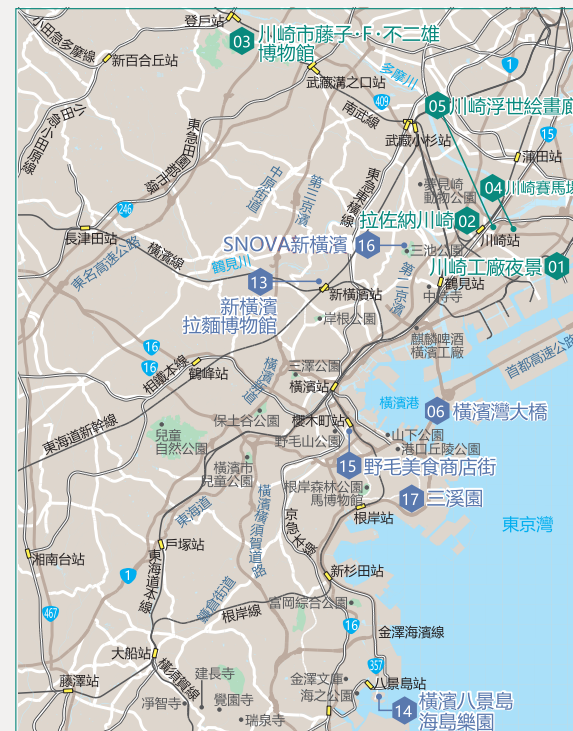 登戶站
03
川崎市藤子·F·不二雄
博物館
小田急多摩線
新百合丘站
1
武藏溝之口站
多摩川
409
南武線
05
川崎浮世絵畫廊
15
武藏小杉站
蒲田站
小田急小田原線
東急田園都市線
中原街道
第三京濱
東急東橫線
夢見崎
動物公園
04
川崎賽馬場
246
拉佐納川崎
02
長津田站
SNOVA新橫濱
16
三池公園
川崎站
東名高速公路
橫濱線
鶴見川
川崎工廠夜景
01
13
新橫濱站
第二京濱
鶴見站
新橫濱
拉麵博物館
岸根公園
麒麟啤酒
橫濱工廠
首都高速公路
16
16
相鐵本線
鶴峰站
三澤公園
橫濱站
橫濱港
06
橫濱灣大橋
東海道新幹線
保土谷公園
櫻木町站
兒童
自然公園
野毛山公園
山下公園
港口丘陵公園
橫濱市
兒童公園
15
野毛美食商店街
根岸森林公園
馬博物館
17
三溪園
東海道
橫濱橫須賀道路
京急本線
根岸站
東京灣
戶塚站
湘南台站
1
東海道本線
新杉田站
鎌倉街道
467
根岸線
富岡綜合公園
16
金澤海濱線
大船站
357
橫須賀線
藤澤站
建長寺
金澤文庫
八景島站
海之公園
淨智寺
覺園寺
瑞泉寺
14
橫濱八景島
海島樂園